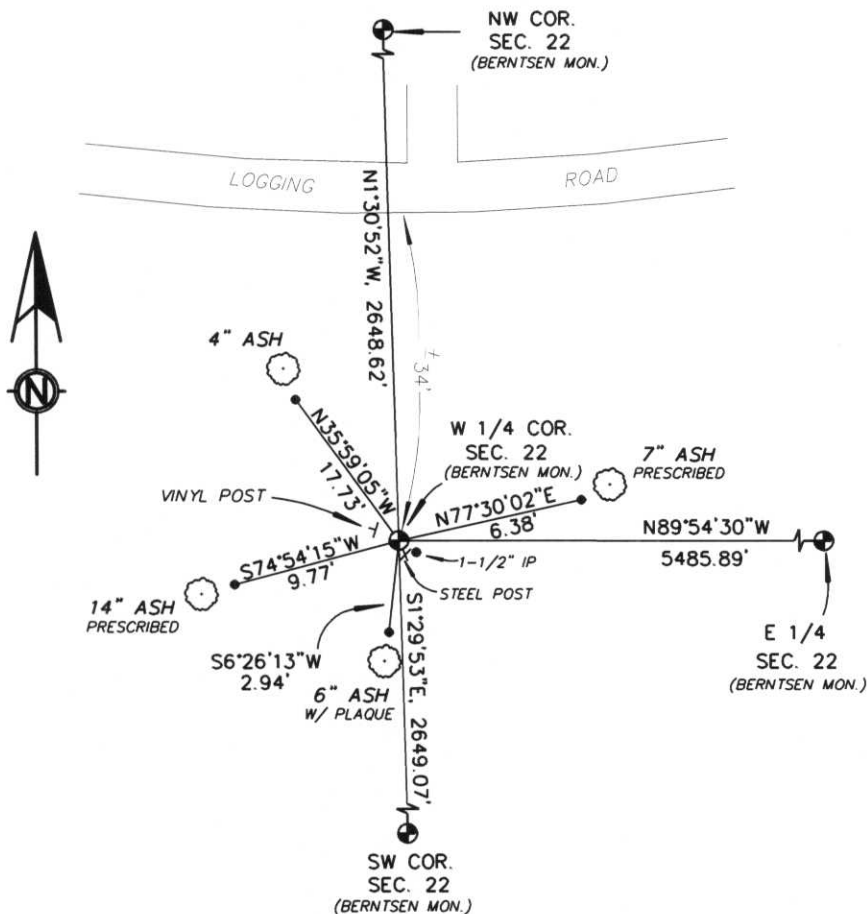 NW COR.
SEC. 22
(BERNTSEN MON.)
LOGGING ROAD
N1°30'52"W, 2648.62'
±34'
N
4" ASH
N35°59'05"W
17.73'
W 1/4 COR.
SEC. 22
(BERNTSEN MON.)
7" ASH
PRESCRIBED
VINYL POST
N77°30'02"E
6.38'
N89°54'30"W
5485.89'
S74°54'15"W
9.77'
1-1/2" IP
STEEL POST
14" ASH
PRESCRIBED
S6°26'13"W
2.94'
6" ASH
W/ PLAQUE
S1°29'53"E, 2649.07'
E 1/4
SEC. 22
(BERNTSEN MON.)
SW COR.
SEC. 22
(BERNTSEN MON.)